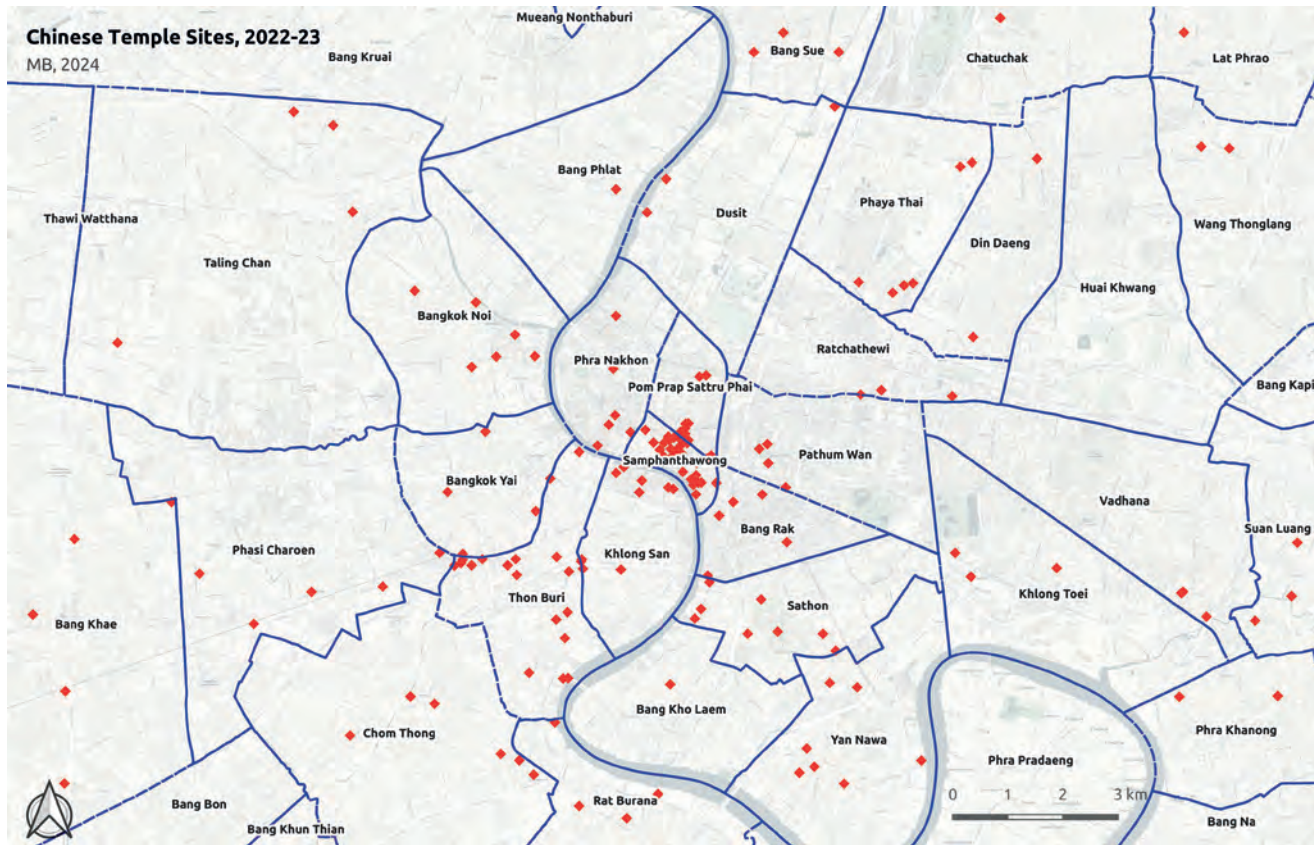 Mueang Nonthaburi
Chinese Temple Sites, 2022-23
MB, 2024
Bang Kruai
Bang Sue
Chatuchak
Lat Phrao
Bang Phlat
Thawi Watthana
Taling Chan
Dusit
Phaya Thai
Din Daeng
Wang Thonglang
Huai Khwang
Bangkok Noi
Phra Nakhon
Ratchathewi
Pom Prap Sattru Phai
Bang Kapi
Samphanthawong
Pathum Wan
Bangkok Yai
Vadhana
Bang Rak
Suan Luang
Phasi Charoen
Khlong San
Thon Buri
Sathon
Khlong Toei
Bang Khae
Bang Kho Laem
Chom Thong
Yan Nawa
Phra Khanong
Phra Pradaeng
Bang Bon
Rat Burana
Bang Khun Thian
Bang Na
0 1 2 3 km